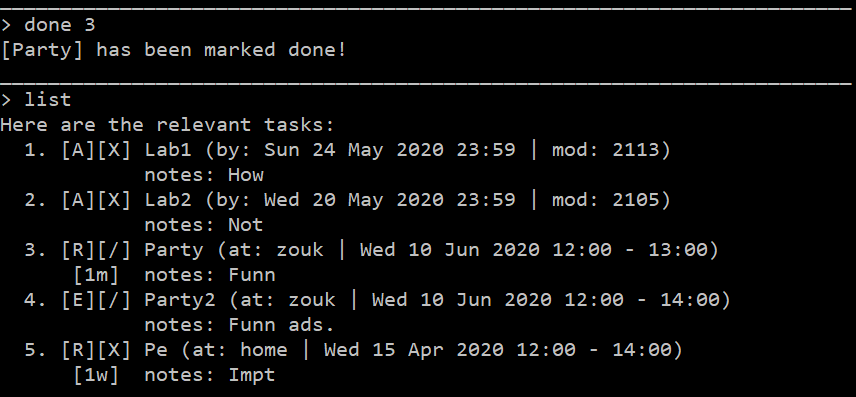 > done 3
[Party] has been marked done!
> list
Here are the relevant tasks:
1. [A][X] Lab1 (by: Sun 24 May 2020 23:59 | mod: 2113)
notes: How
2. [A][X] Lab2 (by: Wed 20 May 2020 23:59 | mod: 2105)
notes: Not
3. [R][/] Party (at: zouk | Wed 10 Jun 2020 12:00 - 13:00)
[1m] notes: Funn
4. [E][/] Party2 (at: zouk | Wed 10 Jun 2020 12:00 - 14:00)
notes: Funn ads.
5. [R][X] Pe (at: home | Wed 15 Apr 2020 12:00 - 14:00)
[1w] notes: Impt